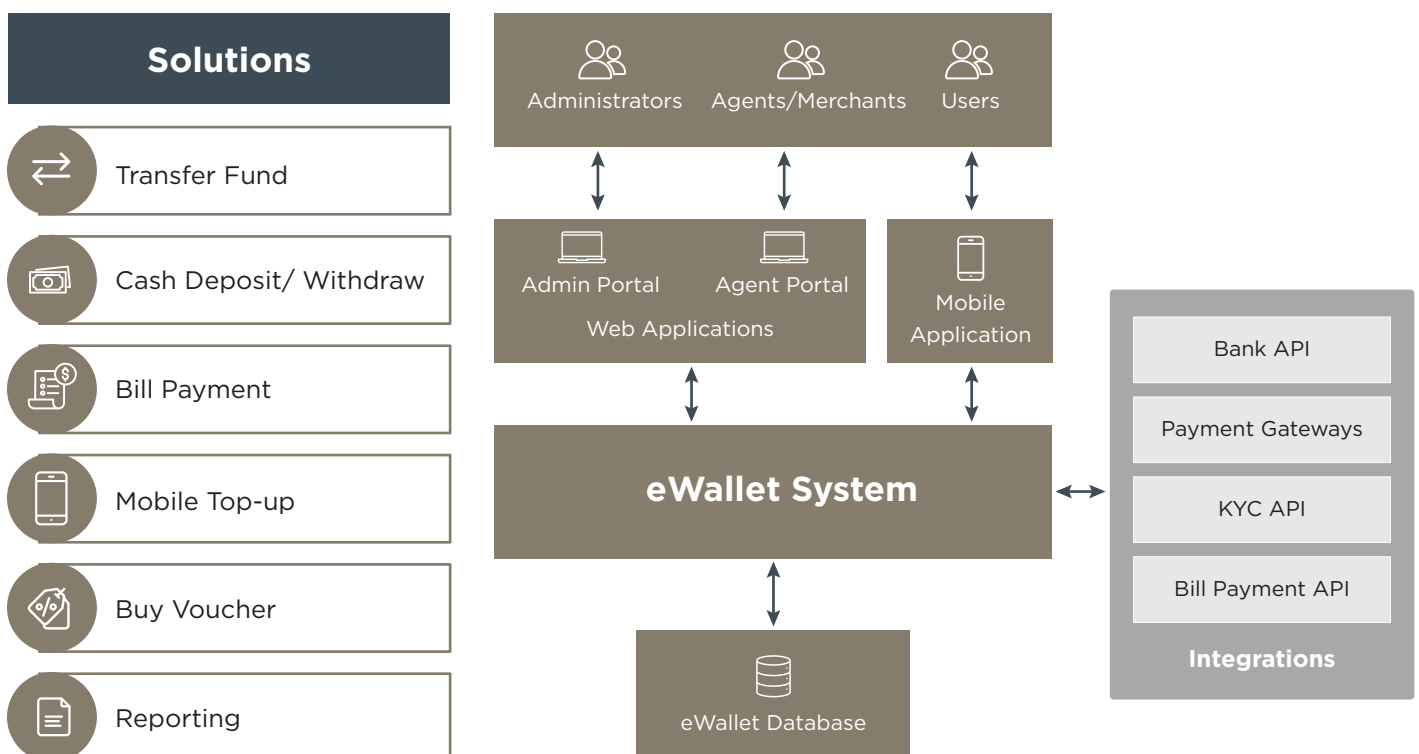 Solutions
Transfer Fund
Cash Deposit/ Withdraw
Bill Payment
Mobile Top-up
Buy Voucher
Reporting
Administrators
Agents/Merchants
Users
Admin Portal
Agent Portal
Web Applications
Mobile
Application
eWallet System
eWallet Database
Bank API
Payment Gateways
KYC API
Bill Payment API
Integrations